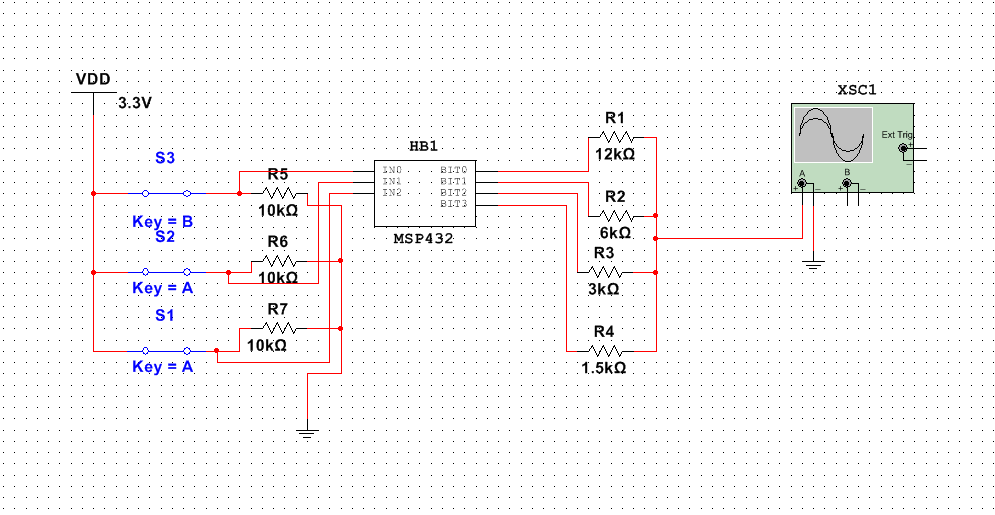 VDD
3.3V
S3
Key = B
S2
Key = A
S1
Key = A
R5
10kΩ
R6
10kΩ
R7
10kΩ
HB1
IN0
IN1
IN2
BIT0
BIT1
BIT2
BIT3
MSP432
R1
12kΩ
R2
6kΩ
R3
3kΩ
R4
1.5kΩ
XSC1
Ext Trig
+
_
A
B
+
_
+
_